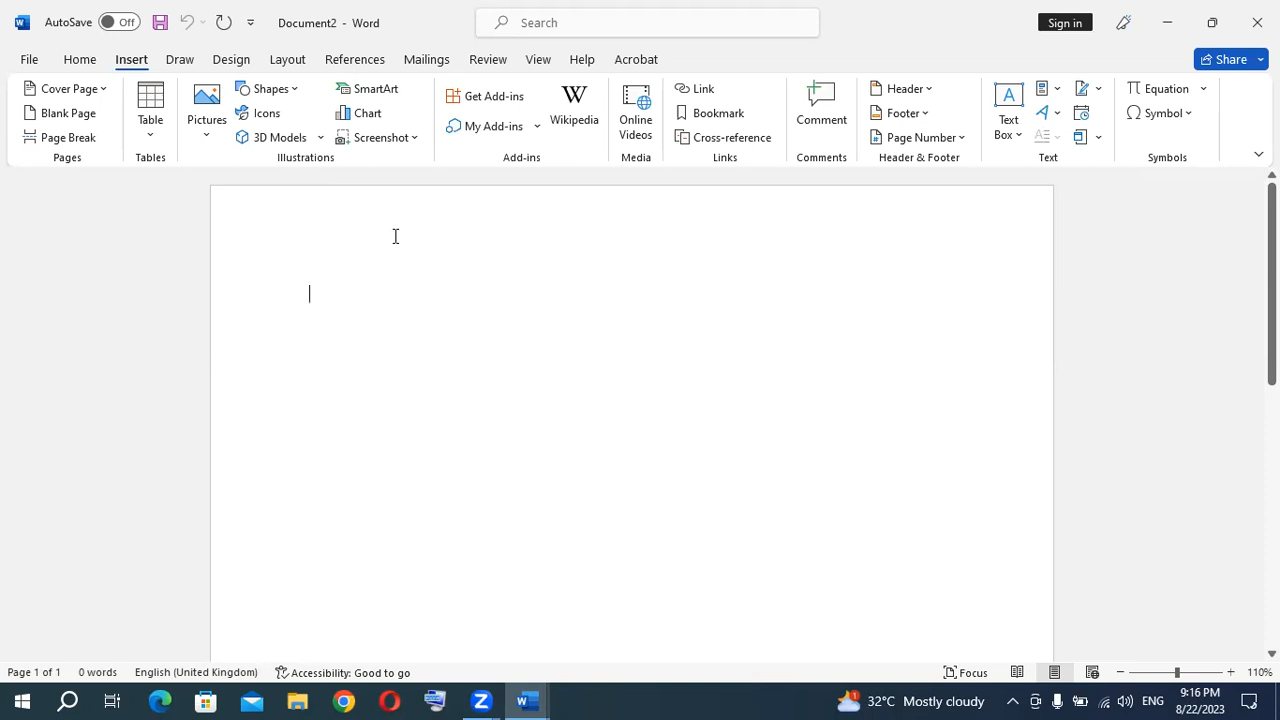 AutoSave Off Document2 - Word Search Sign in
File Home Insert Draw Design Layout References Mailings Review View Help Acrobat Share
Cover Page
Blank Page
Page Break
Pages
Table
Tables
Pictures
Shapes
Icons
3D Models
SmartArt
Chart
Screenshot
Illustrations
Get Add-ins
My Add-ins
W
Wikipedia
Add-ins
Online
Videos
Media
Link
Bookmark
Cross-reference
Links
Comment
Comments
Header
Footer
Page Number
Header & Footer
A
Text
Box
Text
Equation
Symbol
Symbols
Page 1 of 1 0 words English (United Kingdom) Accessibility: Good to go Focus 110%
32°C Mostly cloudy ENG 9:16 PM
8/22/2023